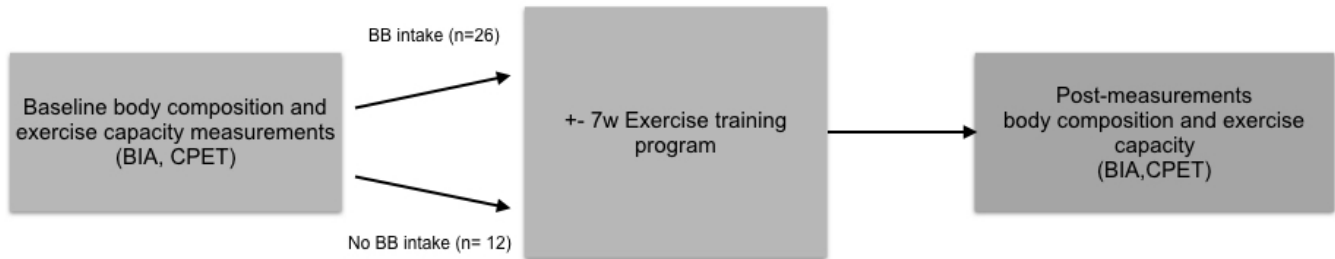 Baseline body composition and
exercise capacity measurements
(BIA, CPET)
BB intake (n=26)
No BB intake (n= 12)
+- 7w Exercise training
program
Post-measurements
body composition and exercise
capacity
(BIA,CPET)